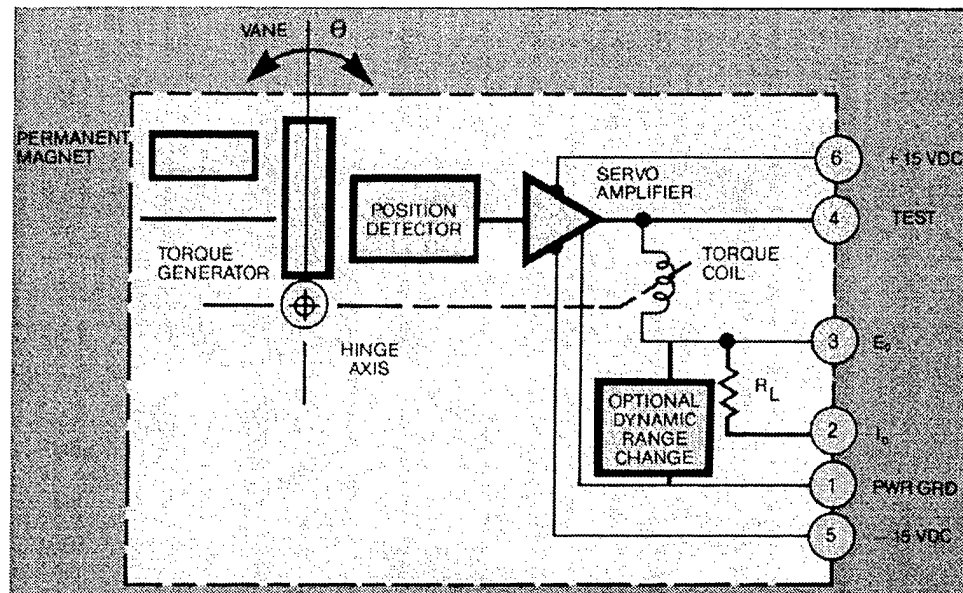 VANE
Θ
PERMANENT
MAGNET
TORQUE
GENERATOR
POSITION
DETECTOR
SERVO
AMPLIFIER
TORQUE
COIL
HINGE
AXIS
OPTIONAL
DYNAMIC
RANGE
CHANGE
R_L
6 + 15 VDC
4 TEST
3 E₀
2 I₀
1 PWR GRD
5 – 15 VDC